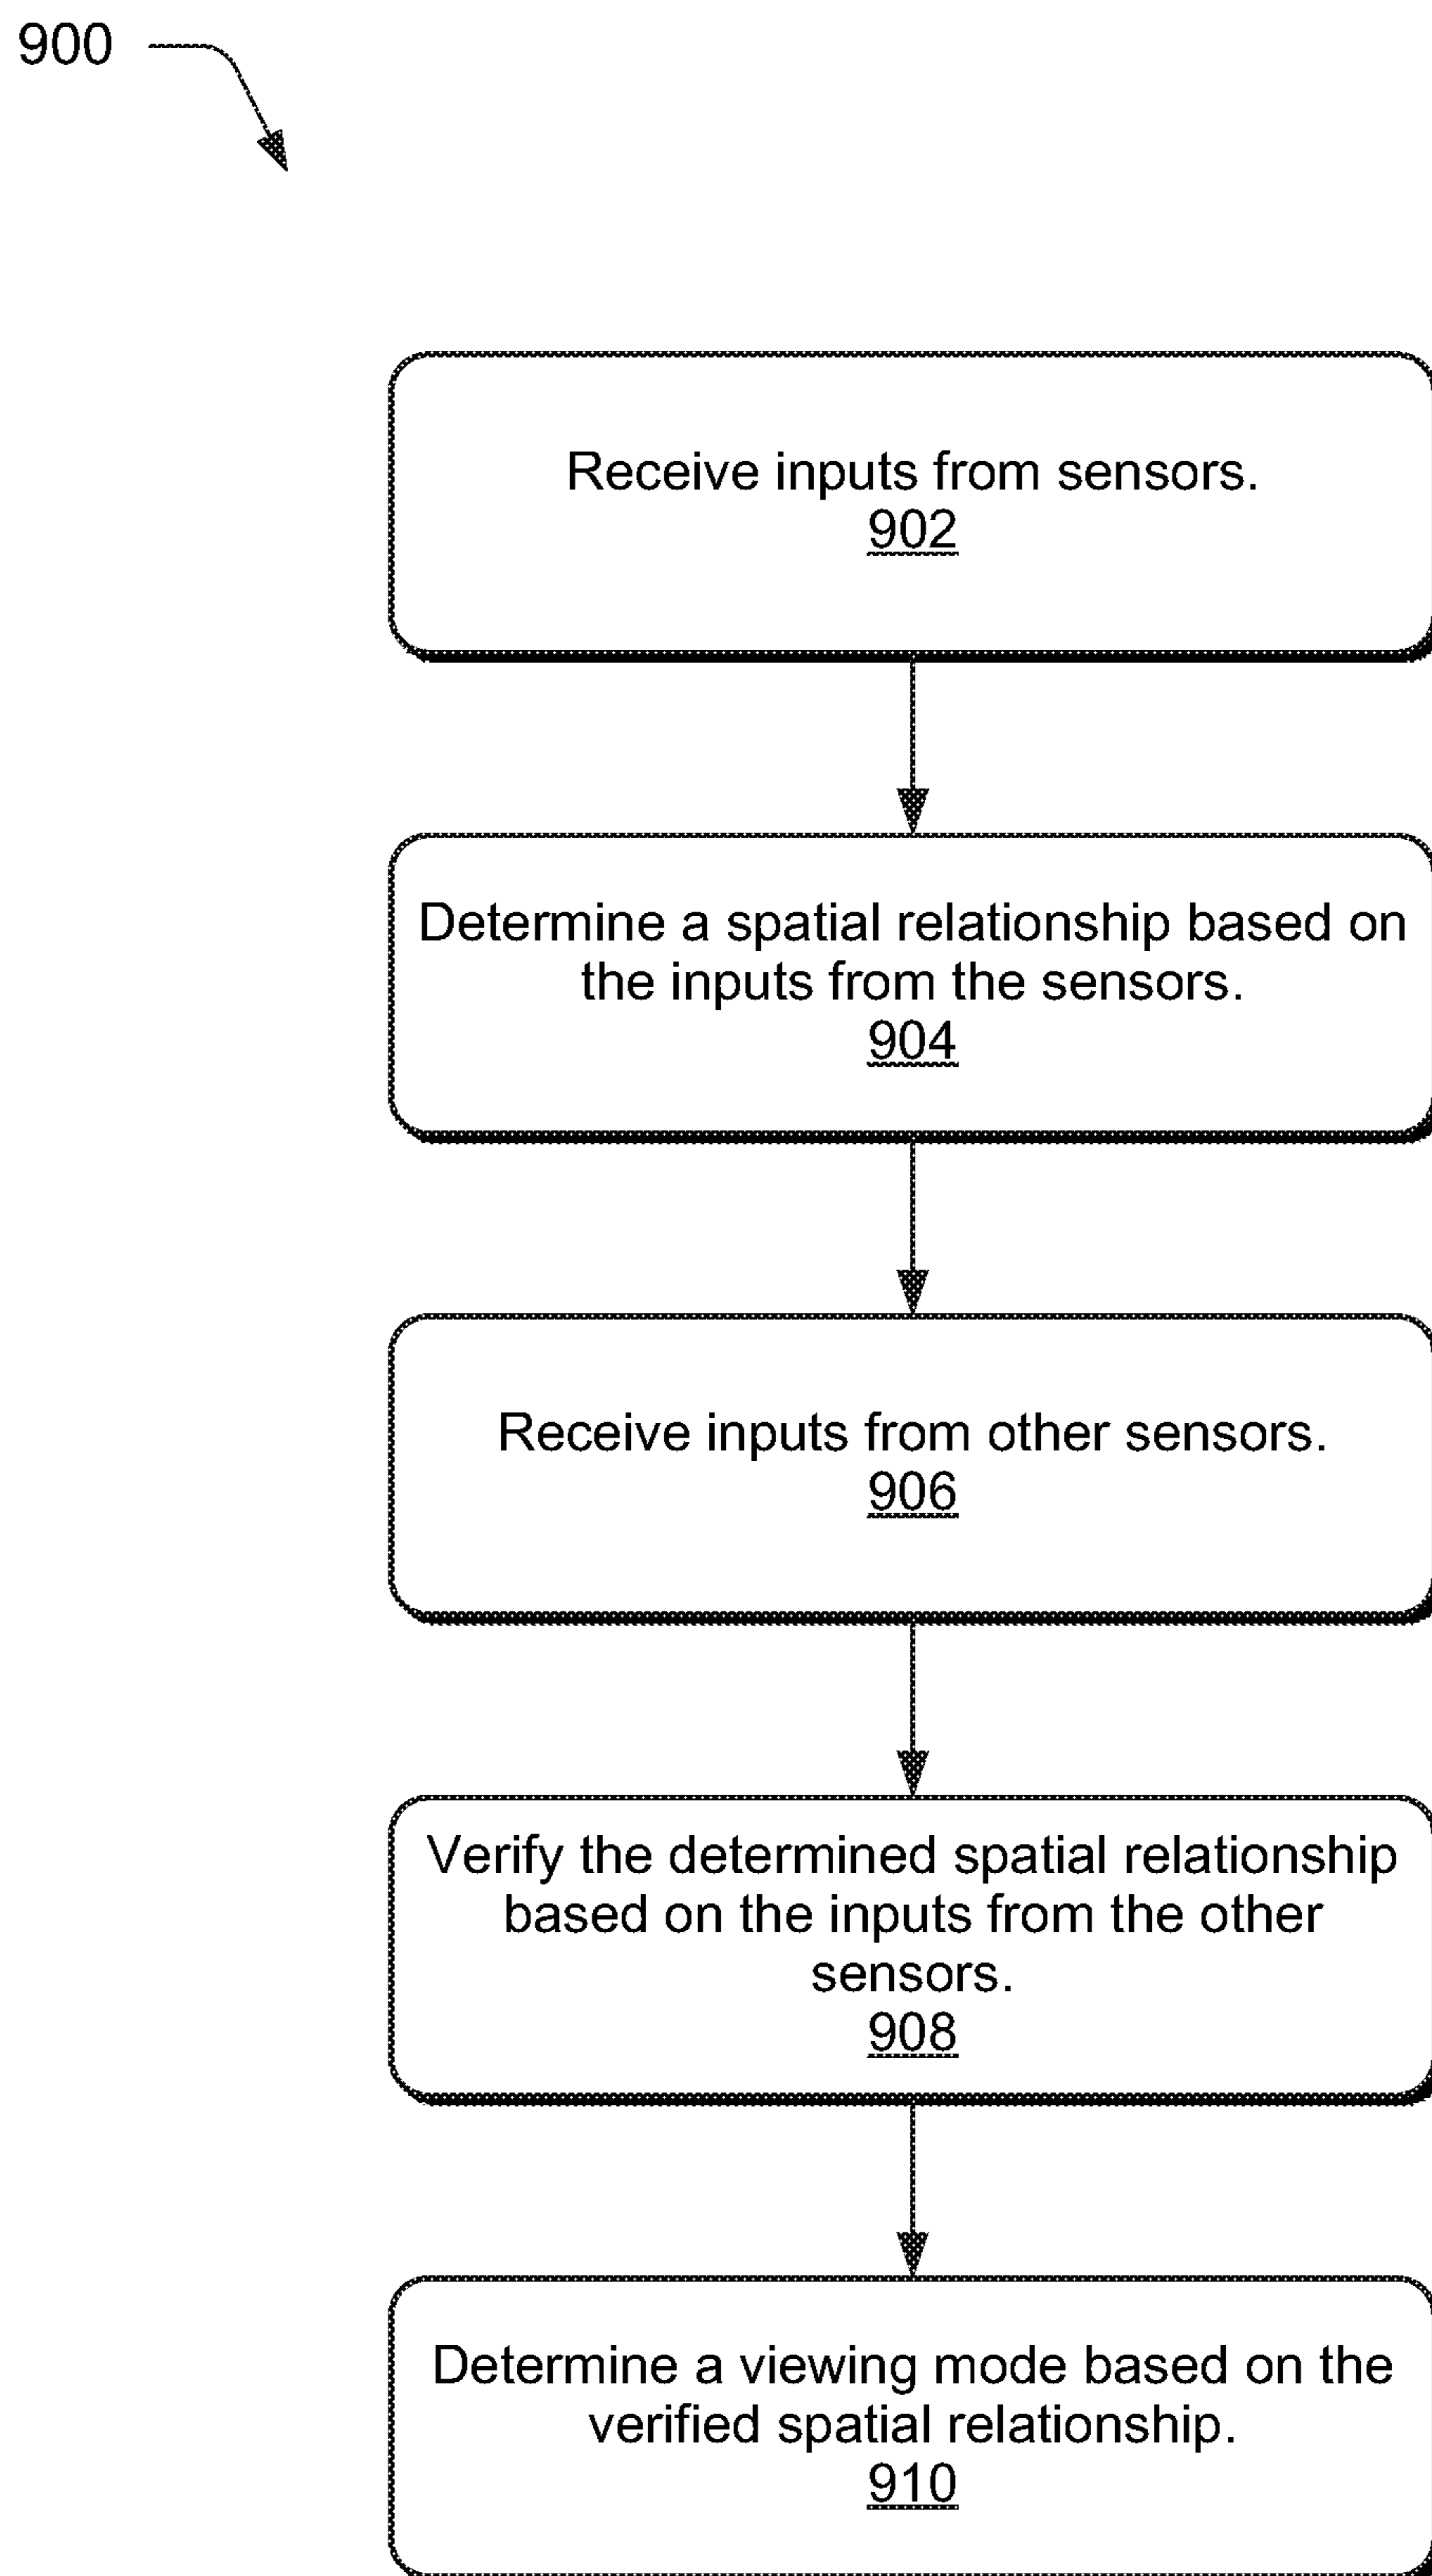 900
Receive inputs from sensors.
902
Determine a spatial relationship based on
the inputs from the sensors.
904
Receive inputs from other sensors.
906
Verify the determined spatial relationship
based on the inputs from the other
sensors.
908
Determine a viewing mode based on the
verified spatial relationship.
910